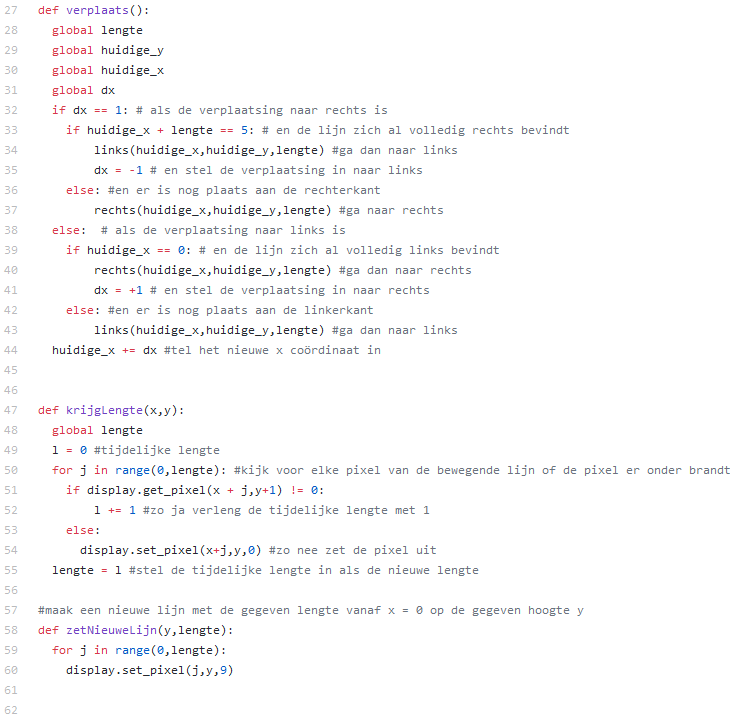 27 def verplaats():
28   global lengte
29   global huidige_y
30   global huidige_x
31   global dx
32   if dx == 1: # als de verplaatsing naar rechts is
33     if huidige_x + lengte == 5: # en de lijn zich al volledig rechts bevindt
34         links(huidige_x,huidige_y,lengte) #ga dan naar links
35         dx = -1 # en stel de verplaatsing in naar links
36     else: #en er is nog plaats aan de rechterkant
37         rechts(huidige_x,huidige_y,lengte) #ga naar rechts
38   else:  # als de verplaatsing naar links is
39     if huidige_x == 0: # en de lijn zich al volledig links bevindt
40         rechts(huidige_x,huidige_y,lengte) #ga dan naar rechts
41         dx = +1 # en stel de verplaatsing in naar rechts
42     else: #en er is nog plaats aan de linkerkant
43         links(huidige_x,huidige_y,lengte) #ga dan naar links
44   huidige_x += dx #tel het nieuwe x coördinaat in
45
46
47 def krijgLengte(x,y):
48   global lengte
49   l = 0 #tijdelijke lengte
50   for j in range(0,lengte): #kijk voor elke pixel van de bewegende lijn of de pixel er onder brandt
51     if display.get_pixel(x + j,y+1) != 0:
52         l += 1 #zo ja verleng de tijdelijke lengte met 1
53     else:
54       display.set_pixel(x+j,y,0) #zo nee zet de pixel uit
55   lengte = l #stel de tijdelijke lengte in als de nieuwe lengte
56
57 #maak een nieuwe lijn met de gegeven lengte vanaf x = 0 op de gegeven hoogte y
58 def zetNieuweLijn(y,lengte):
59   for j in range(0,lengte):
60     display.set_pixel(j,y,9)
61
62